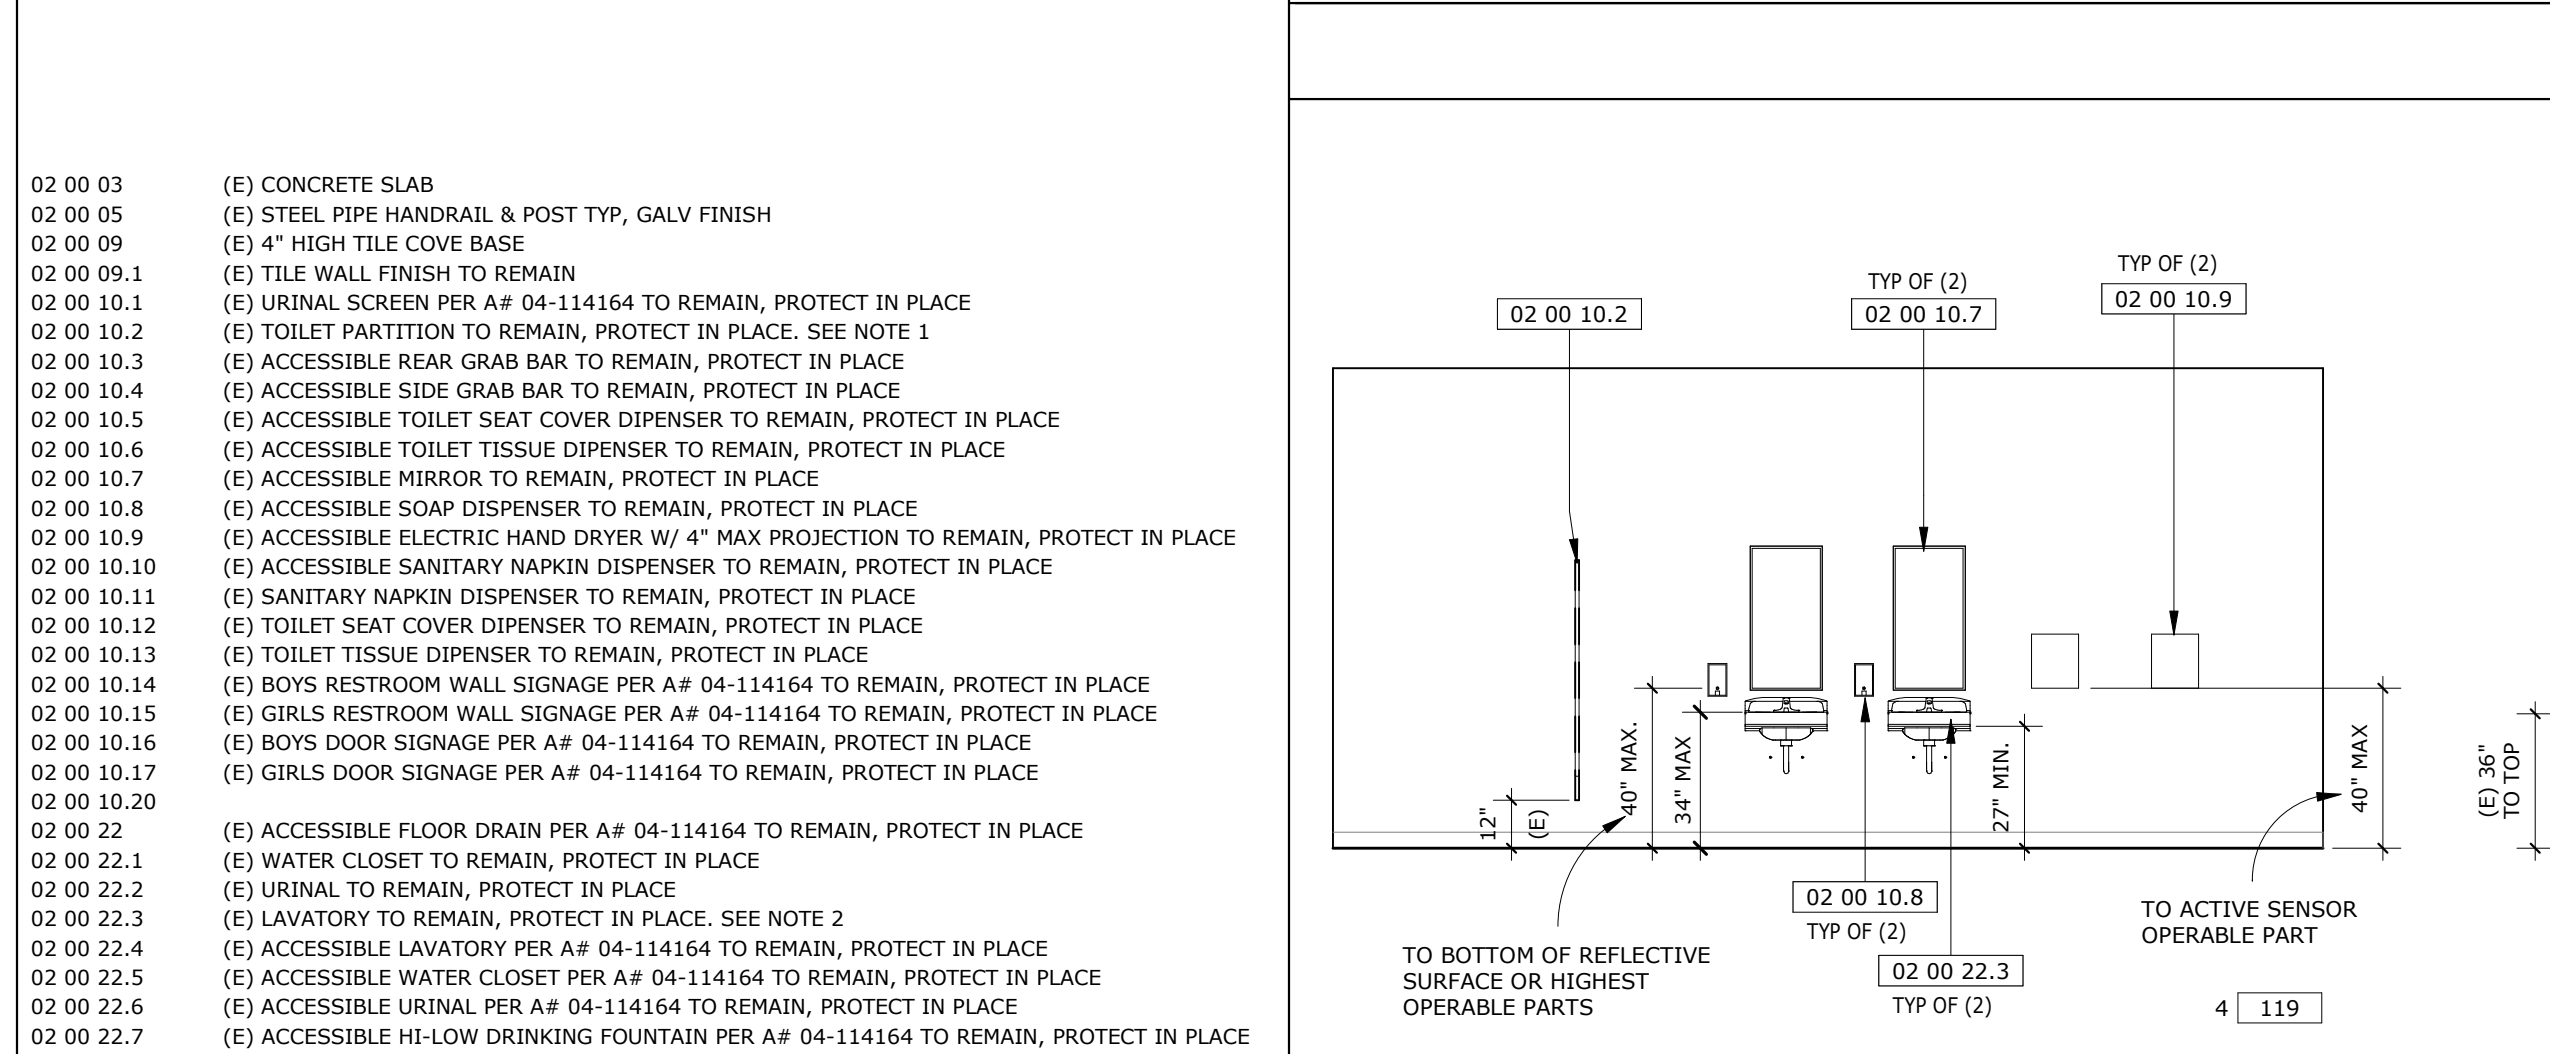 02 00 03 (E) CONCRETE SLAB
02 00 05 (E) STEEL PIPE HANDRAIL & POST TYP, GALV FINISH
02 00 09 (E) 4" HIGH TILE COVE BASE
02 00 09.1 (E) TILE WALL FINISH TO REMAIN
02 00 10.1 (E) URINAL SCREEN PER A# 04-114164 TO REMAIN, PROTECT IN PLACE
02 00 10.2 (E) TOILET PARTITION TO REMAIN, PROTECT IN PLACE. SEE NOTE 1
02 00 10.3 (E) ACCESSIBLE REAR GRAB BAR TO REMAIN, PROTECT IN PLACE
02 00 10.4 (E) ACCESSIBLE SIDE GRAB BAR TO REMAIN, PROTECT IN PLACE
02 00 10.5 (E) ACCESSIBLE TOILET SEAT COVER DIPENSER TO REMAIN, PROTECT IN PLACE
02 00 10.6 (E) ACCESSIBLE TOILET TISSUE DIPENSER TO REMAIN, PROTECT IN PLACE
02 00 10.7 (E) ACCESSIBLE MIRROR TO REMAIN, PROTECT IN PLACE
02 00 10.8 (E) ACCESSIBLE SOAP DISPENSER TO REMAIN, PROTECT IN PLACE
02 00 10.9 (E) ACCESSIBLE ELECTRIC HAND DRYER W/ 4" MAX PROJECTION TO REMAIN, PROTECT IN PLACE
02 00 10.10 (E) ACCESSIBLE SANITARY NAPKIN DISPENSER TO REMAIN, PROTECT IN PLACE
02 00 10.11 (E) SANITARY NAPKIN DISPENSER TO REMAIN, PROTECT IN PLACE
02 00 10.12 (E) TOILET SEAT COVER DIPENSER TO REMAIN, PROTECT IN PLACE
02 00 10.13 (E) TOILET TISSUE DIPENSER TO REMAIN, PROTECT IN PLACE
02 00 10.14 (E) BOYS RESTROOM WALL SIGNAGE PER A# 04-114164 TO REMAIN, PROTECT IN PLACE
02 00 10.15 (E) GIRLS RESTROOM WALL SIGNAGE PER A# 04-114164 TO REMAIN, PROTECT IN PLACE
02 00 10.16 (E) BOYS DOOR SIGNAGE PER A# 04-114164 TO REMAIN, PROTECT IN PLACE
02 00 10.17 (E) GIRLS DOOR SIGNAGE PER A# 04-114164 TO REMAIN, PROTECT IN PLACE
02 00 10.20
02 00 22 (E) ACCESSIBLE FLOOR DRAIN PER A# 04-114164 TO REMAIN, PROTECT IN PLACE
02 00 22.1 (E) WATER CLOSET TO REMAIN, PROTECT IN PLACE
02 00 22.2 (E) URINAL TO REMAIN, PROTECT IN PLACE
02 00 22.3 (E) LAVATORY TO REMAIN, PROTECT IN PLACE. SEE NOTE 2
02 00 22.4 (E) ACCESSIBLE LAVATORY PER A# 04-114164 TO REMAIN, PROTECT IN PLACE
02 00 22.5 (E) ACCESSIBLE WATER CLOSET PER A# 04-114164 TO REMAIN, PROTECT IN PLACE
02 00 22.6 (E) ACCESSIBLE URINAL PER A# 04-114164 TO REMAIN, PROTECT IN PLACE
02 00 22.7 (E) ACCESSIBLE HI-LOW DRINKING FOUNTAIN PER A# 04-114164 TO REMAIN, PROTECT IN PLACE
02 00 10.2
TYP OF (2)
02 00 10.7
TYP OF (2)
02 00 10.9
12"
(E)
40" MAX.
34" MAX
27" MIN.
40" MAX
(E) 36"
TO TOP
02 00 10.8
TYP OF (2)
02 00 22.3
TYP OF (2)
TO BOTTOM OF REFLECTIVE
SURFACE OR HIGHEST
OPERABLE PARTS
TO ACTIVE SENSOR
OPERABLE PART
4 119